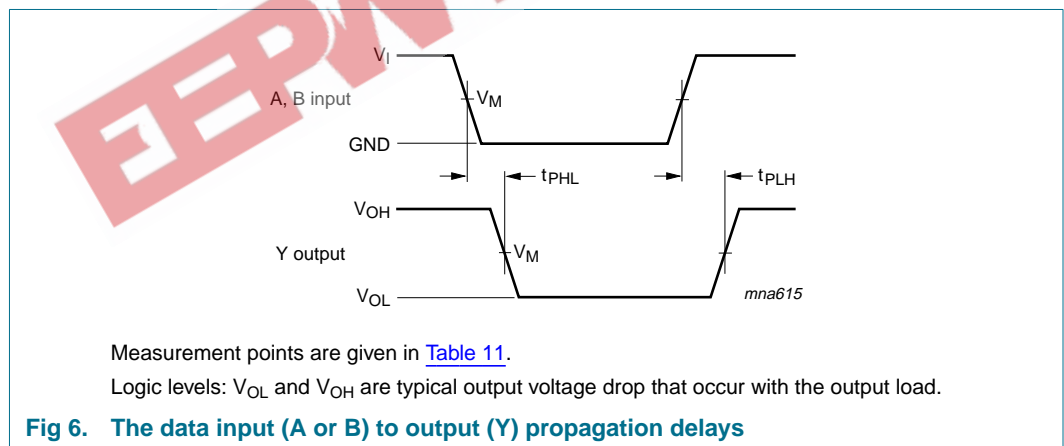 EEPW
VI
A, B input
VM
GND
tPHL
tPLH
VOH
Y output
VM
VOL
mna615
Measurement points are given in Table 11.
Logic levels: VOL and VOH are typical output voltage drop that occur with the output load.
Fig 6. The data input (A or B) to output (Y) propagation delays